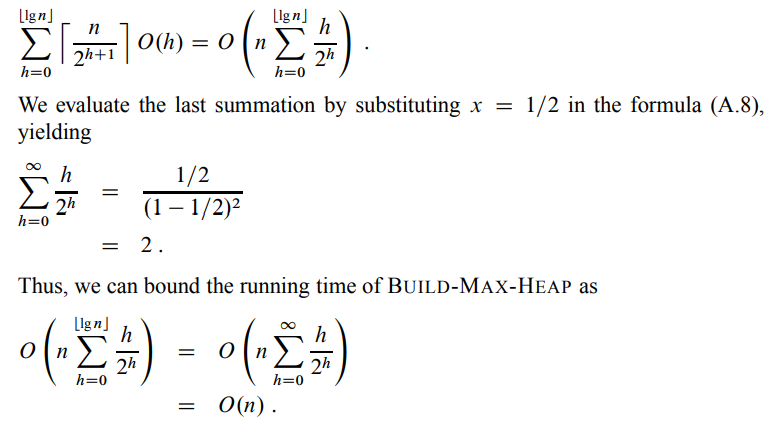 $$\sum_{h=0}^{\lfloor \lg n \rfloor} \left\lceil \frac{n}{2^{h+1}} \right\rceil O(h) = O\left( n \sum_{h=0}^{\lfloor \lg n \rfloor} \frac{h}{2^h} \right) .$$
We evaluate the last summation by substituting $x = 1/2$ in the formula (A.8),
yielding
$$\sum_{h=0}^{\infty} \frac{h}{2^h} = \frac{1/2}{(1 - 1/2)^2}$$
$$= 2 .$$
Thus, we can bound the running time of BUILD-MAX-HEAP as
$$O\left( n \sum_{h=0}^{\lfloor \lg n \rfloor} \frac{h}{2^h} \right) = O\left( n \sum_{h=0}^{\infty} \frac{h}{2^h} \right)$$
$$= O(n) .$$